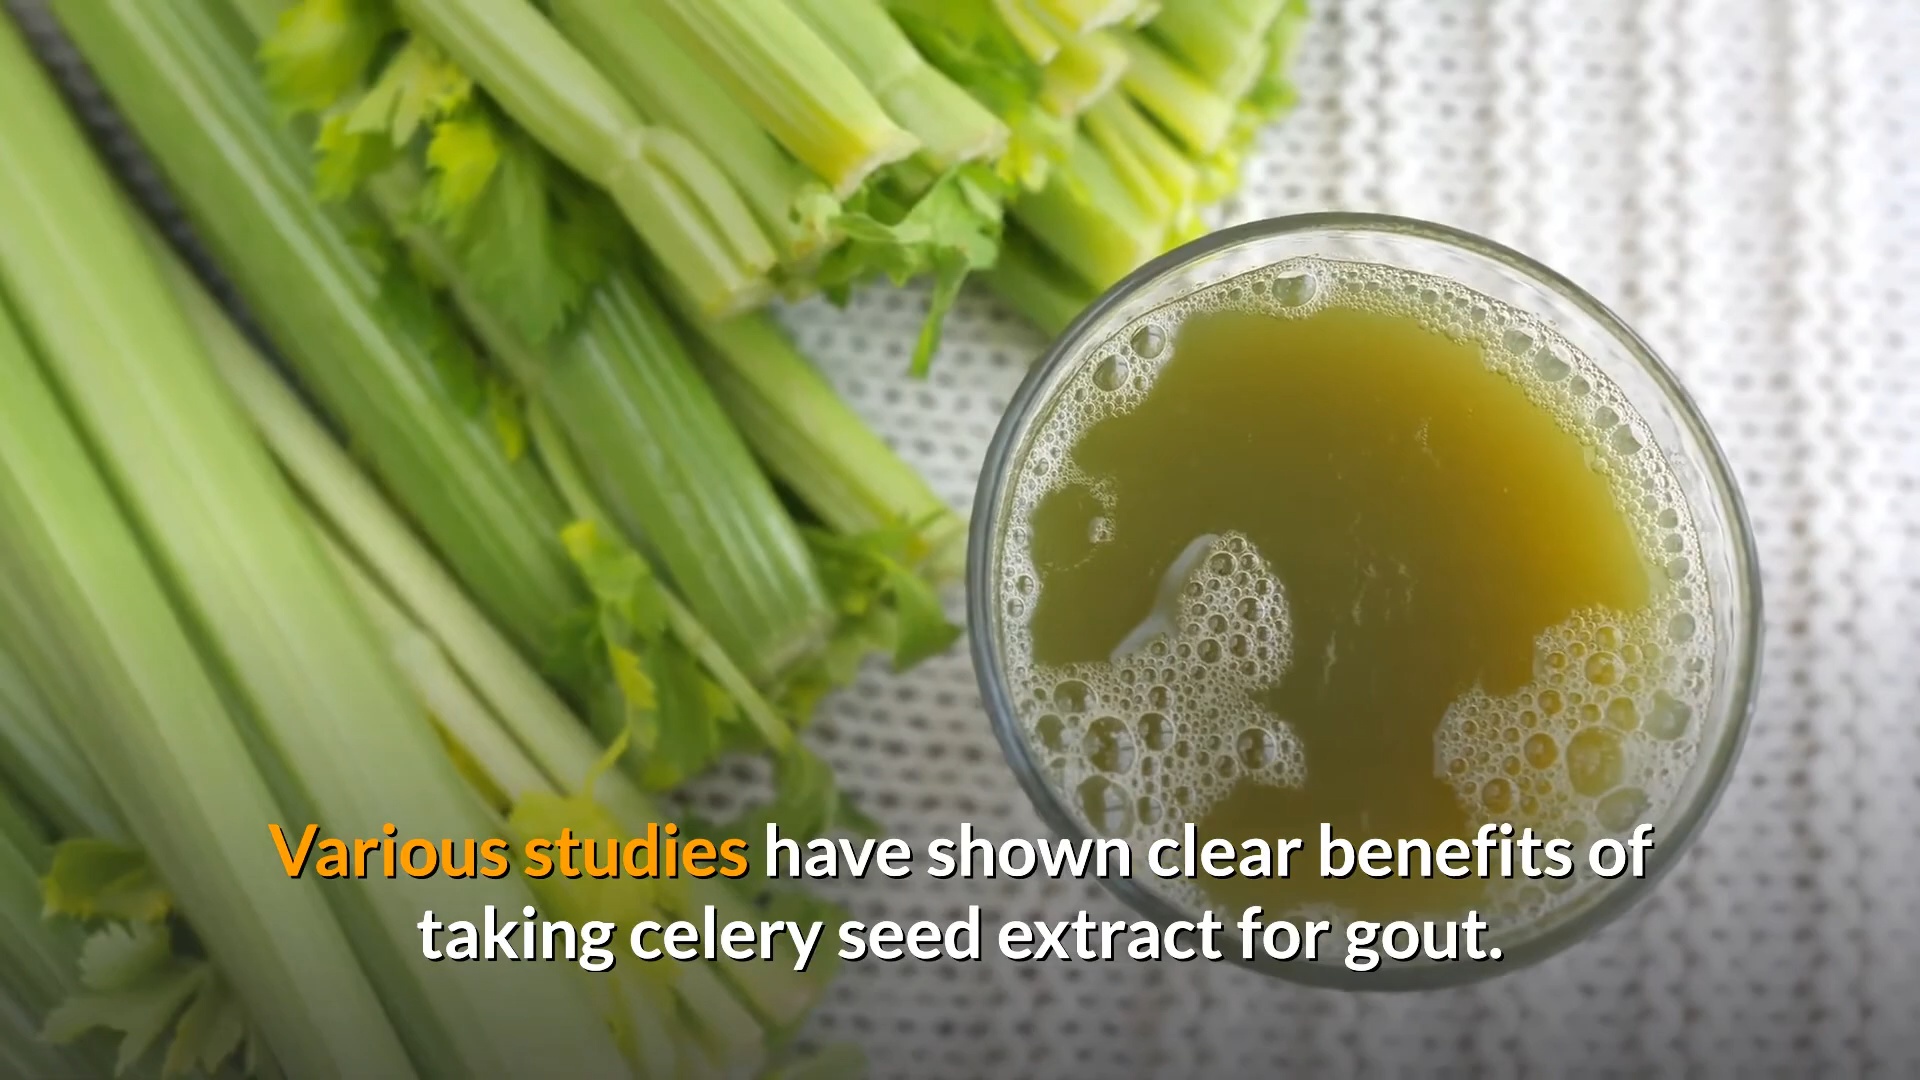 Various studies have shown clear benefits of
taking celery seed extract for gout.